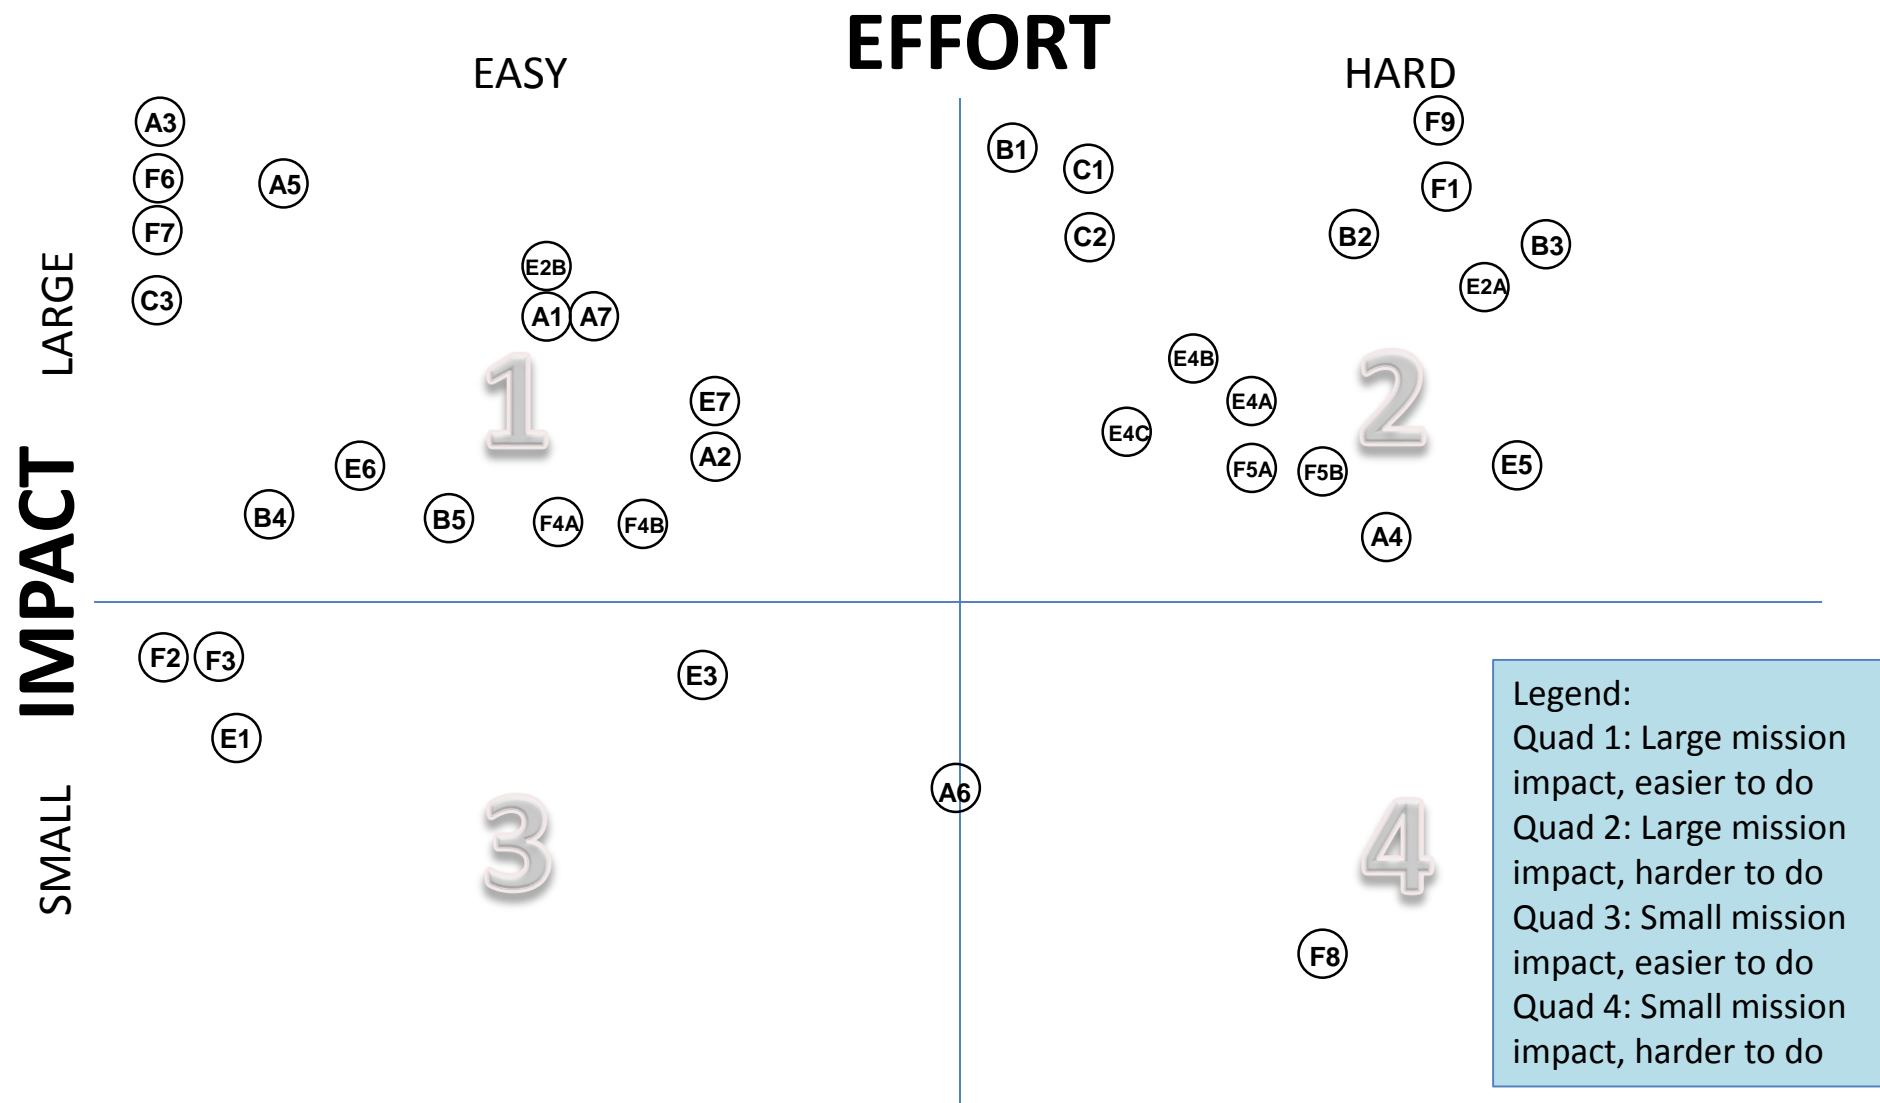 EFFORT
EASY
HARD
IMPACT
LARGE
SMALL
A3
F6
A5
F7
C3
E2B
A1
A7
1
E7
A2
E6
B4
B5
F4A
F4B
B1
C1
C2
F9
F1
B2
B3
E2A
E4B
E4A
E4C
2
F5A
F5B
E5
A4
F2
F3
E3
E1
3
A6
4
F8
Legend:
Quad 1: Large mission
impact, easier to do
Quad 2: Large mission
impact, harder to do
Quad 3: Small mission
impact, easier to do
Quad 4: Small mission
impact, harder to do